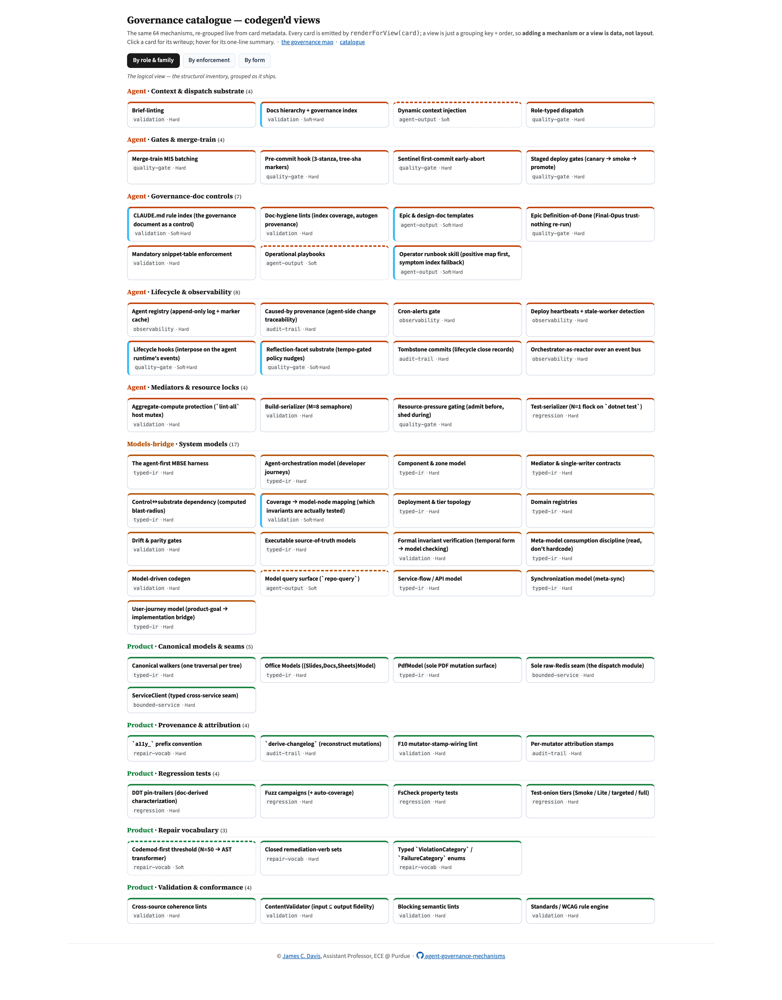 Governance catalogue — codegen'd views
The same 64 mechanisms, re-grouped live from card metadata. Every card is emitted by renderForView(card); a view is just a grouping key + order, so adding a mechanism or a view is data, not layout.
Click a card for its writeup; hover for its one-line summary. · the governance map · catalogue
By role & family
By enforcement
By form
The logical view — the structural inventory, grouped as it ships.
Agent · Context & dispatch substrate (4)
Brief-linting
validation · Hard
Docs hierarchy + governance index
validation · Soft·Hard
Dynamic context injection
agent-output · Soft
Role-typed dispatch
quality-gate · Hard
Agent · Gates & merge-train (4)
Merge-train MIS batching
quality-gate · Hard
Pre-commit hook (3-stanza, tree-sha
markers)
quality-gate · Hard
Sentinel first-commit early-abort
quality-gate · Hard
Staged deploy gates (canary → smoke →
promote)
quality-gate · Hard
Agent · Governance-doc controls (7)
CLAUDE.md rule index (the governance
document as a control)
validation · Soft·Hard
Doc-hygiene lints (index coverage, autogen
provenance)
validation · Hard
Epic & design-doc templates
agent-output · Soft·Hard
Epic Definition-of-Done (Final-Opus trust-
nothing re-run)
quality-gate · Hard
Mandatory snippet-table enforcement
validation · Hard
Operational playbooks
agent-output · Soft
Operator runbook skill (positive map first,
symptom index fallback)
agent-output · Soft·Hard
Agent · Lifecycle & observability (8)
Agent registry (append-only log + marker
cache)
observability · Hard
Caused-by provenance (agent-side change
traceability)
audit-trail · Hard
Cron-alerts gate
observability · Hard
Deploy heartbeats + stale-worker detection
observability · Hard
Lifecycle hooks (interpose on the agent
runtime's events)
quality-gate · Soft·Hard
Reflection-facet substrate (tempo-gated
policy nudges)
quality-gate · Soft·Hard
Tombstone commits (lifecycle close records)
audit-trail · Hard
Orchestrator-as-reactor over an event bus
observability · Hard
Agent · Mediators & resource locks (4)
Aggregate-compute protection (`lint-all`
host mutex)
validation · Hard
Build-serializer (M=8 semaphore)
validation · Hard
Resource-pressure gating (admit before,
shed during)
quality-gate · Hard
Test-serializer (N=1 flock on `dotnet test`)
regression · Hard
Models-bridge · System models (17)
The agent-first MBSE harness
typed-ir · Hard
Agent-orchestration model (developer
journeys)
typed-ir · Hard
Component & zone model
typed-ir · Hard
Mediator & single-writer contracts
typed-ir · Hard
Control↔substrate dependency (computed
blast-radius)
typed-ir · Hard
Coverage → model-node mapping (which
invariants are actually tested)
validation · Soft·Hard
Deployment & tier topology
typed-ir · Hard
Domain registries
typed-ir · Hard
Drift & parity gates
validation · Hard
Executable source-of-truth models
typed-ir · Hard
Formal invariant verification (temporal form
→ model checking)
validation · Hard
Meta-model consumption discipline (read,
don't hardcode)
typed-ir · Hard
Model-driven codegen
validation · Hard
Model query surface (`repo-query`)
agent-output · Soft
Service-flow / API model
typed-ir · Hard
Synchronization model (meta-sync)
typed-ir · Hard
User-journey model (product-goal →
implementation bridge)
typed-ir · Hard
Product · Canonical models & seams (5)
Canonical walkers (one traversal per tree)
typed-ir · Hard
Office Models ({Slides,Docs,Sheets}Model)
typed-ir · Hard
PdfModel (sole PDF mutation surface)
typed-ir · Hard
Sole raw-Redis seam (the dispatch module)
bounded-service · Hard
ServiceClient (typed cross-service seam)
bounded-service · Hard
Product · Provenance & attribution (4)
`a11y_` prefix convention
repair-vocab · Hard
`derive-changelog` (reconstruct mutations)
audit-trail · Hard
F10 mutator-stamp-wiring lint
validation · Hard
Per-mutator attribution stamps
audit-trail · Hard
Product · Regression tests (4)
DDT pin-trailers (doc-derived
characterization)
regression · Hard
Fuzz campaigns (+ auto-coverage)
regression · Hard
FsCheck property tests
regression · Hard
Test-onion tiers (Smoke / Lite / targeted / full)
regression · Hard
Product · Repair vocabulary (3)
Codemod-first threshold (N≥50 → AST
transformer)
repair-vocab · Soft
Closed remediation-verb sets
repair-vocab · Hard
Typed `ViolationCategory` /
`FailureCategory` enums
repair-vocab · Hard
Product · Validation & conformance (4)
Cross-source coherence lints
validation · Hard
ContentValidator (input ⊆ output fidelity)
validation · Hard
Blocking semantic lints
validation · Hard
Standards / WCAG rule engine
validation · Hard
© James C. Davis, Assistant Professor, ECE @ Purdue · agent-governance-mechanisms